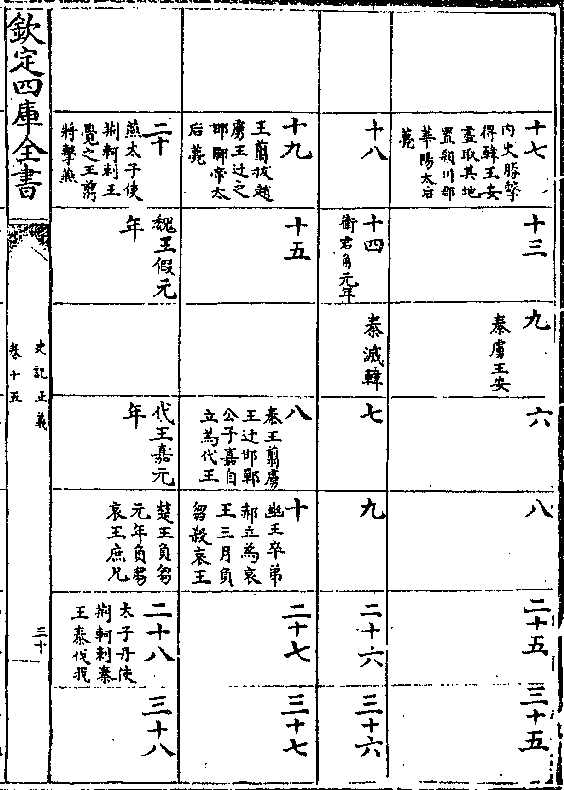 十七
内史勝擊
得韓王安
盡取其地
置潁川郡
華陽太后
薨
十三
九
秦虜王安
六
八
二十五
三十五
十八
十四
衛君角元年
秦滅韓
七
九
二十六
三十六
十九
王翦拔趙
虜王迁之
邯鄲帝太
后薨
十五
八
秦王翦虜
王迁邯鄲
公子嘉自
立為代王
十
幽王卒弟
郝立為哀
王三月負
芻殺哀王
二十七
三十七
二十
燕太子使
荆軻刺王
覺之王翦
將擊燕
魏王假元
年
代王嘉元
年
楚王負芻
元年負芻
哀王庶兄
二十八
太子丹使
荆軻刺秦
王秦伐我
三十八
欽定四庫全書
史記正義
卷十五
三十